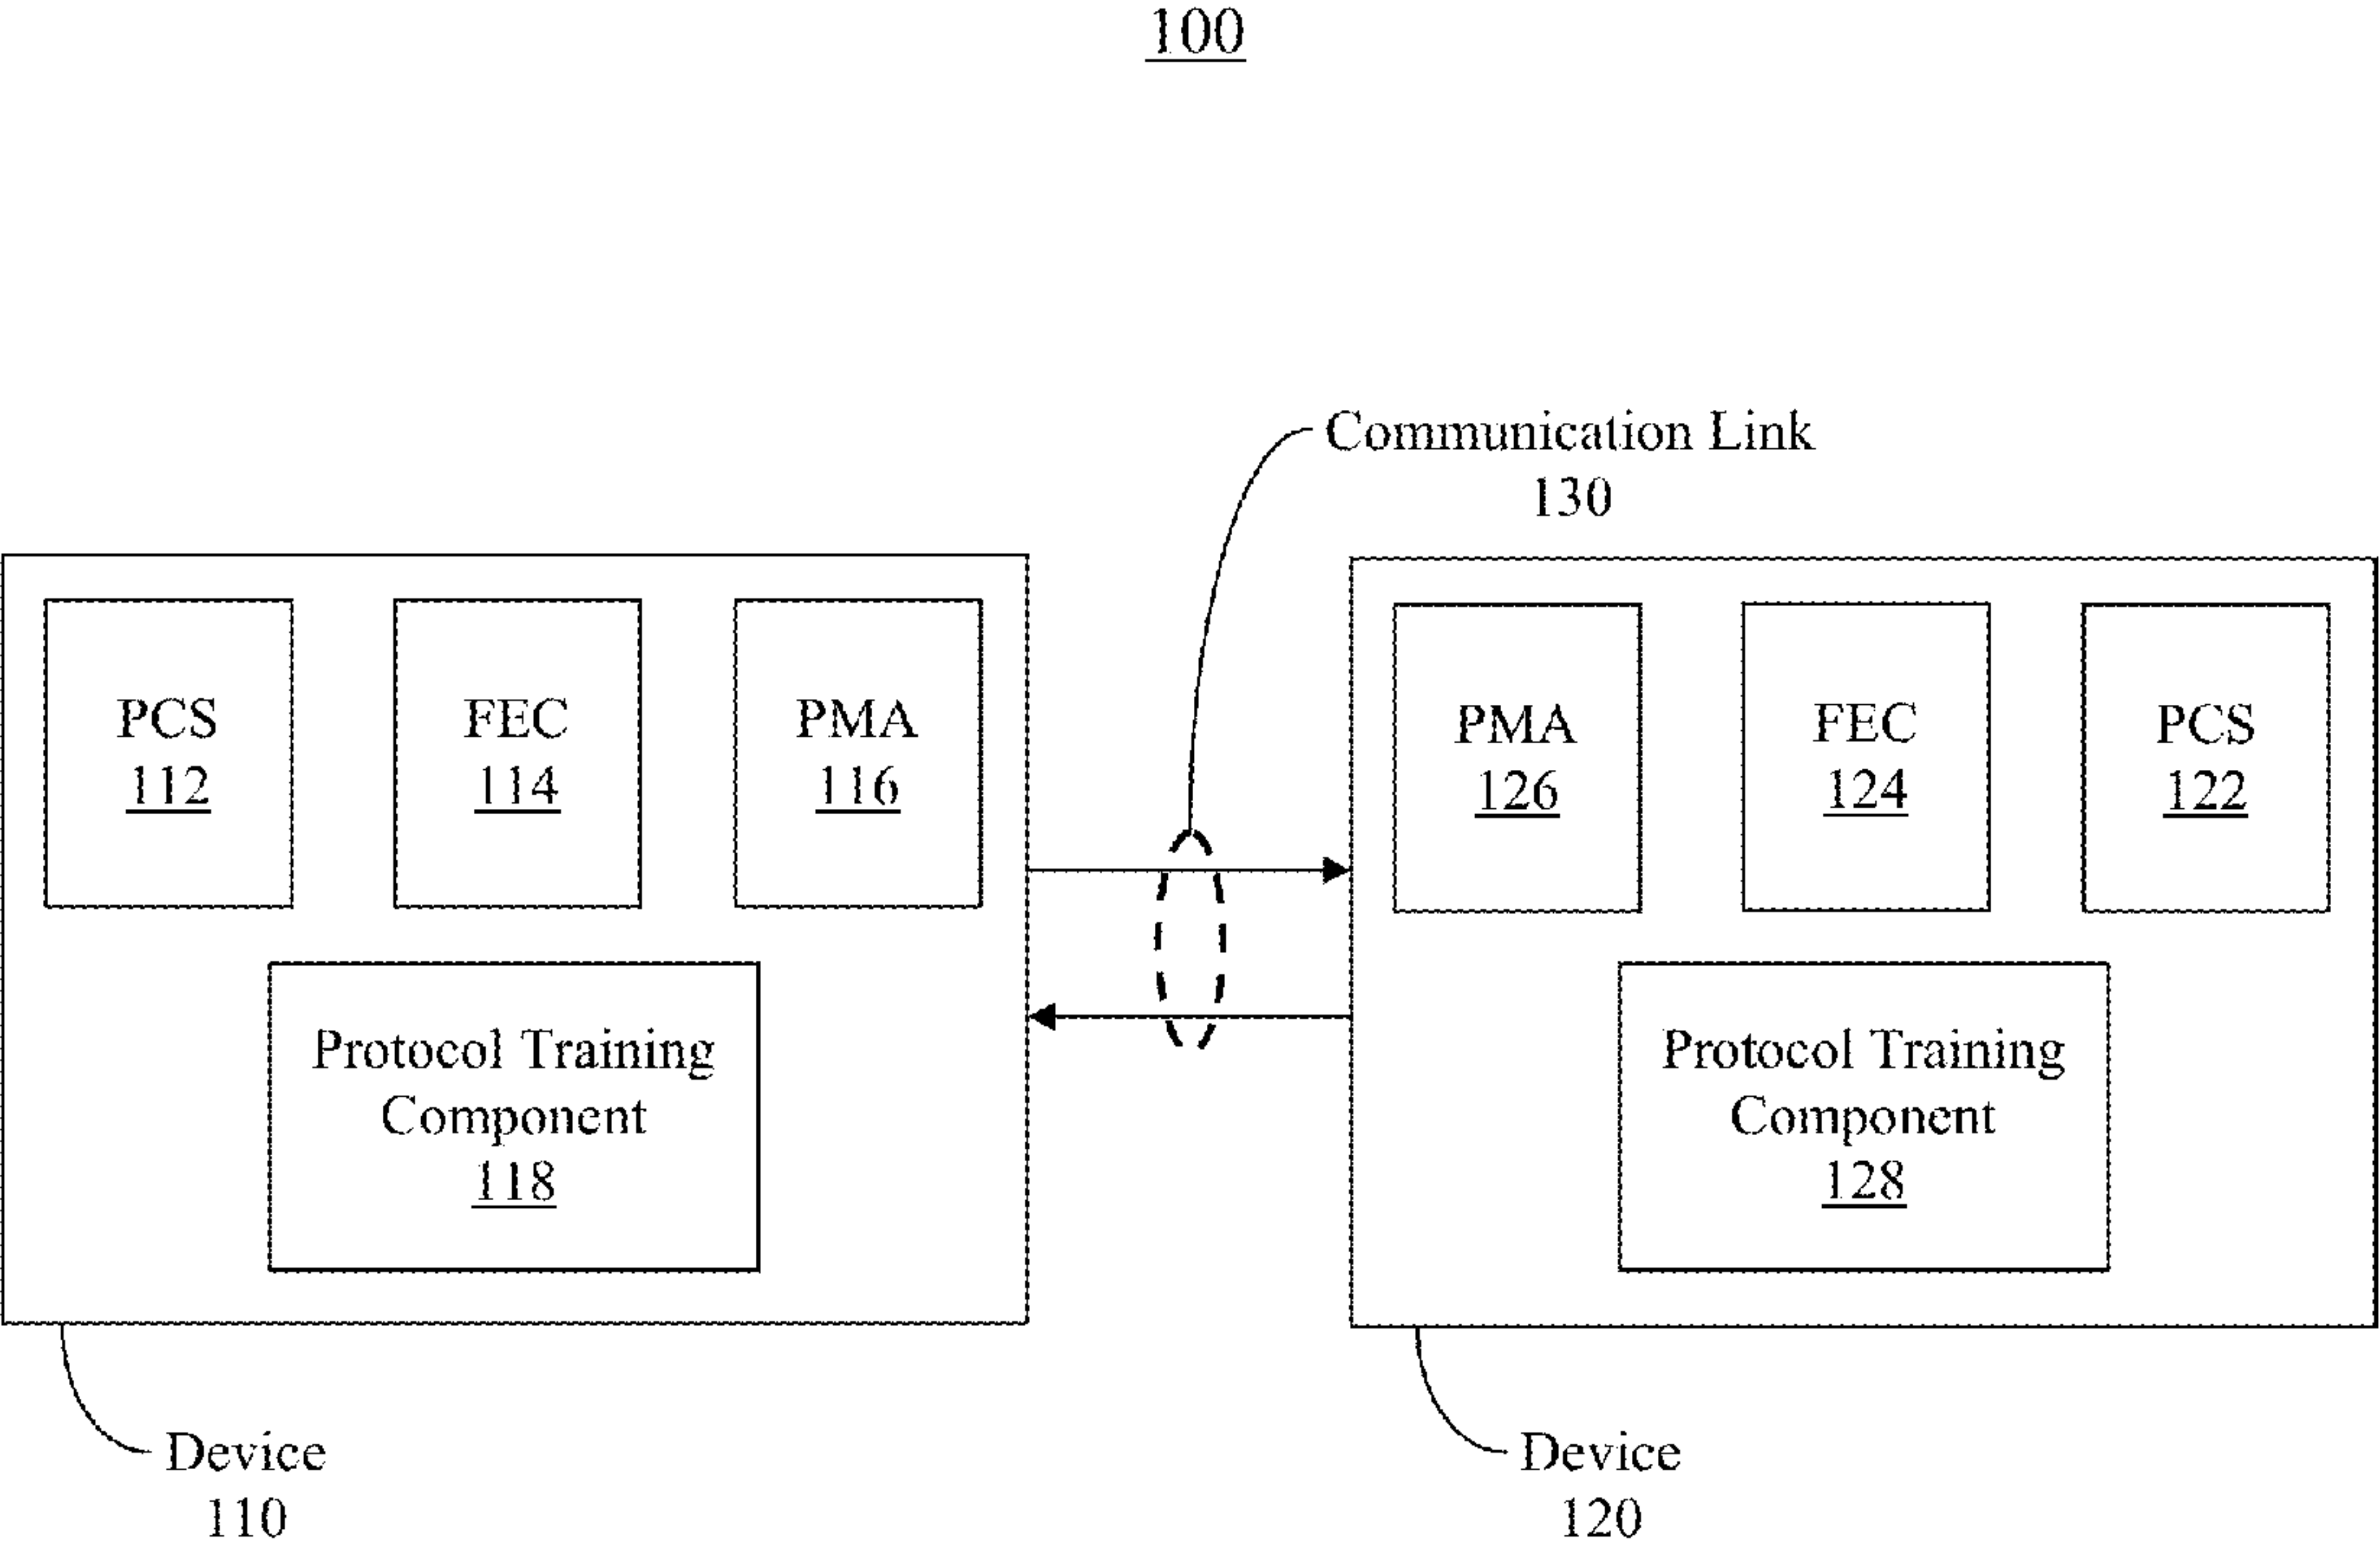 100
Communication Link
130
PCS
112
FEC
114
PMA
116
PMA
126
FEC
124
PCS
122
Protocol Training
Component
118
Protocol Training
Component
128
Device
110
Device
120